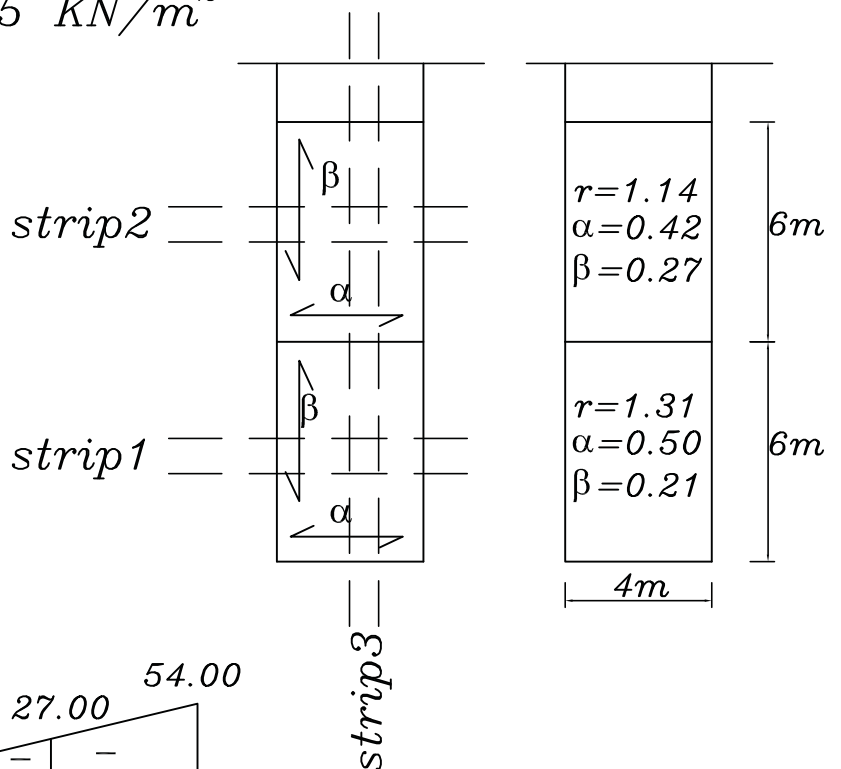 5 KN/m
β
strip2
α
r=1.14
α=0.42
β=0.27
6m
β
strip1
α
r=1.31
α=0.50
β=0.21
6m
4m
strip3
54.00
27.00